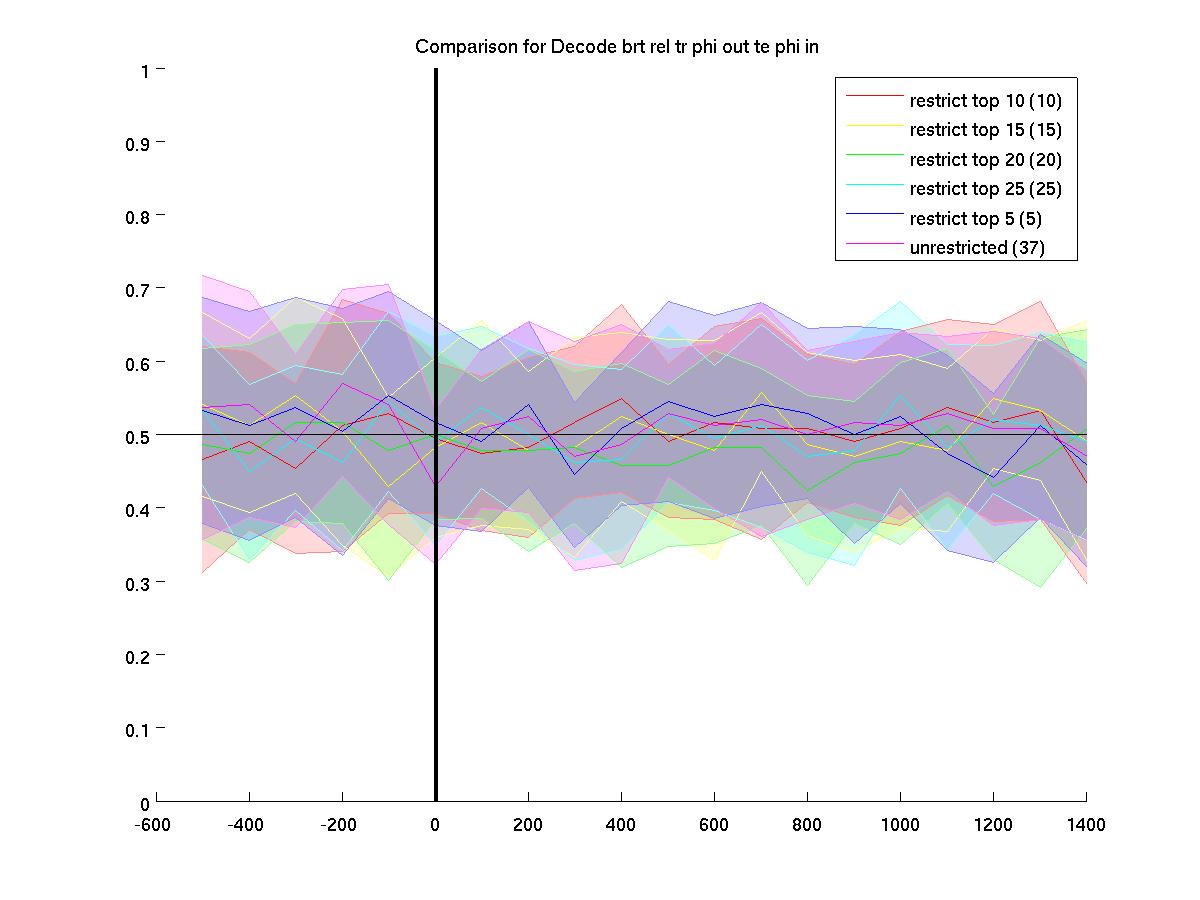 Comparison for Decode brt rel tr phi out te phi in
1
0.9
0.8
0.7
0.6
0.5
0.4
0.3
0.2
0.1
0
restrict top 10 (10)
restrict top 15 (15)
restrict top 20 (20)
restrict top 25 (25)
restrict top 5 (5)
unrestricted (37)
-600 -400 -200 0 200 400 600 800 1000 1200 1400